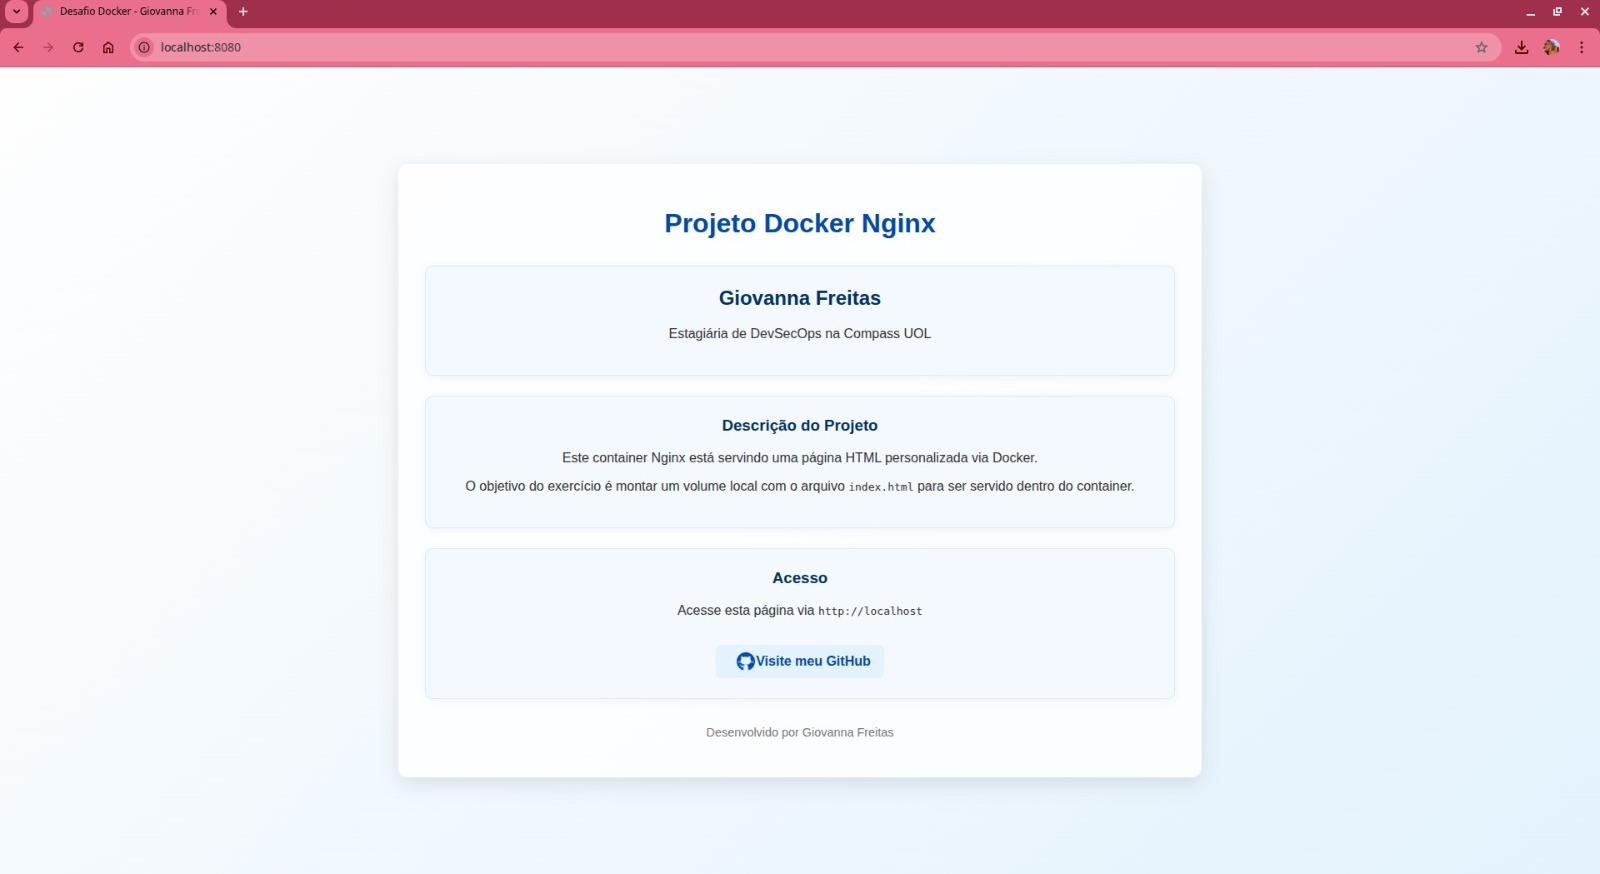 Desafio Docker - Giovanna Fr
localhost:8080
Projeto Docker Nginx
Giovanna Freitas
Estagiária de DevSecOps na Compass UOL
Descrição do Projeto
Este container Nginx está servindo uma página HTML personalizada via Docker.
O objetivo do exercício é montar um volume local com o arquivo index.html para ser servido dentro do container.
Acesso
Acesse esta página via http://localhost
Visite meu GitHub
Desenvolvido por Giovanna Freitas